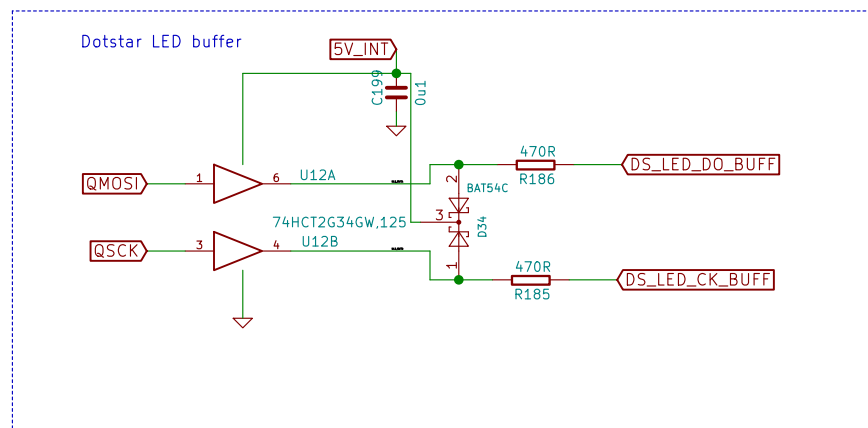 Dotstar LED buffer
5V_INT
C199
0u1
QMOSI
1
6
U12A
2
BAT54C
470R
R186
DS_LED_DO_BUFF
74HCT2G34GW,125
3
D34
QSCK
3
4
U12B
1
470R
R185
DS_LED_CK_BUFF